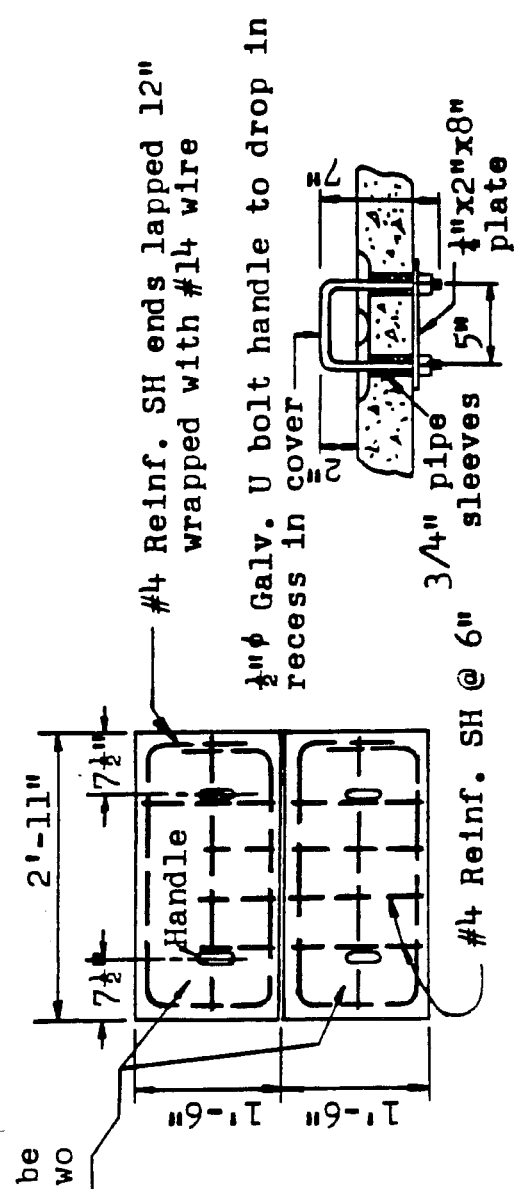 be
wo
2'-11"
7½"
7½"
Handle
1'-6"
1'-6"
#4 Reinf. SH ends lapped 12"
wrapped with #14 wire
½"ϕ Galv. U bolt handle to drop in
recess in cover
#4 Reinf. SH @ 6"
3/4" pipe
sleeves
2"
7"
5"
¼"x2"x8"
plate